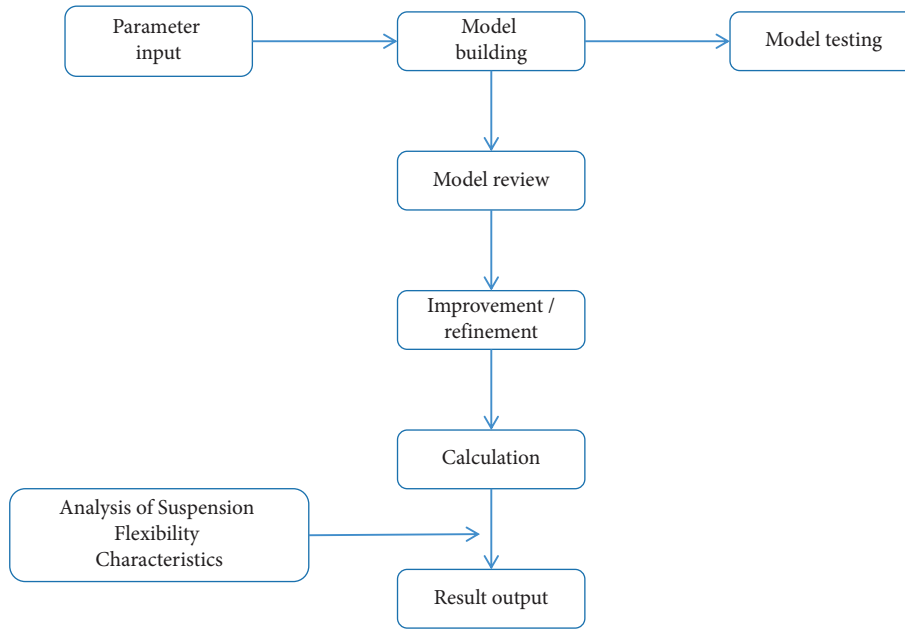 Parameter
input
Model
building
Model testing
Model review
Improvement /
refinement
Calculation
Analysis of Suspension
Flexibility
Characteristics
Result output